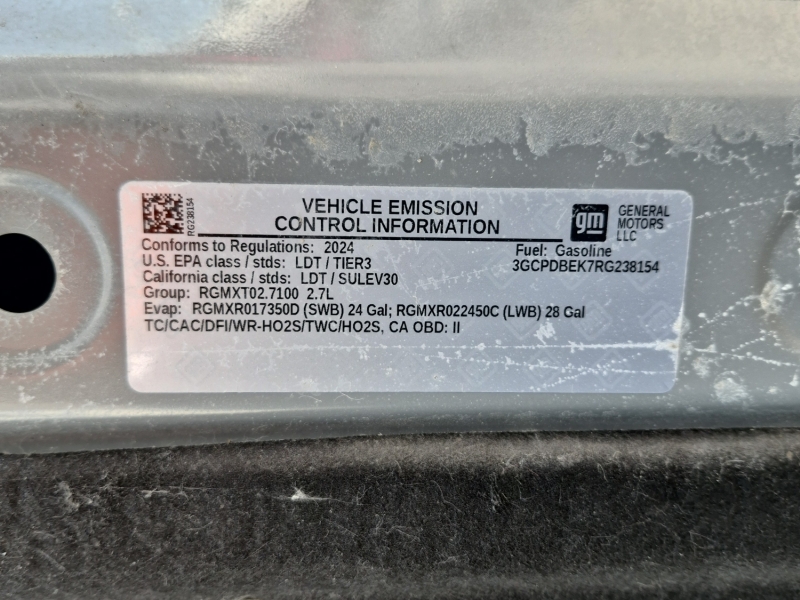 RG238154
VEHICLE EMISSION
CONTROL INFORMATION
gm
GENERAL
MOTORS
LLC
Conforms to Regulations: 2024
Fuel: Gasoline
U.S. EPA class / stds: LDT / TIER3
3GCPDBEK7RG238154
California class / stds: LDT / SULEV30
Group: RGMXT02.7100 2.7L
Evap: RGMXR017350D (SWB) 24 Gal; RGMXR022450C (LWB) 28 Gal
TC/CAC/DFI/WR-HO2S/TWC/HO2S, CA OBD: II